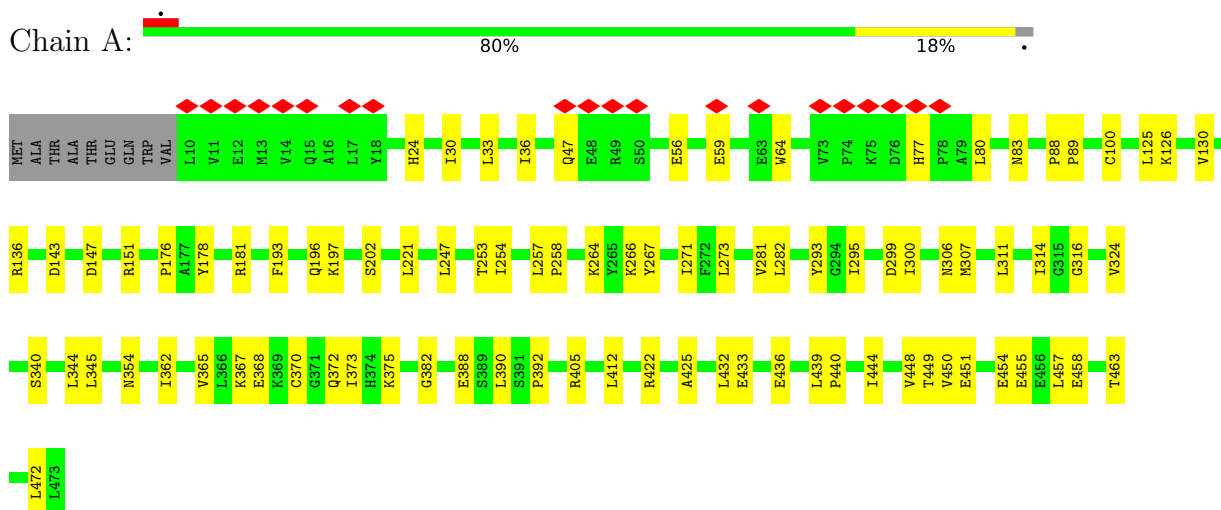 Chain A:
80% 18%
MET ALA THR ALA THR GLU GLN TRP VAL L10 V11 E12 M13 V14 Q15 A16 L17 Y18 H24 I30 L33 I36 Q47 E48 R49 S50 E56 E59 E63 W64 V73 P74 K75 D76 H77 P78 A79 L80 N83 P88 P89 C100 L125 K126 V130
R136 D143 D147 R151 P176 A177 Y178 R181 F193 Q196 K197 S202 L221 L247 T253 I254 L257 P258 K264 Y265 K266 Y267 I271 F272 L273 V281 L282 Y293 G294 I295 D299 I300 N306 M307 L311 I314 G315 G316 V324
S340 L344 L345 N354 I362 V365 L366 K367 E368 K369 C370 G371 Q372 I373 H374 K375 G382 E388 S389 L390 S391 P392 R405 L412 R422 A425 L432 E433 E436 L439 P440 I444 V448 T449 V450 E451 E454 E455 E456 L457 E458 T463
L472 L473